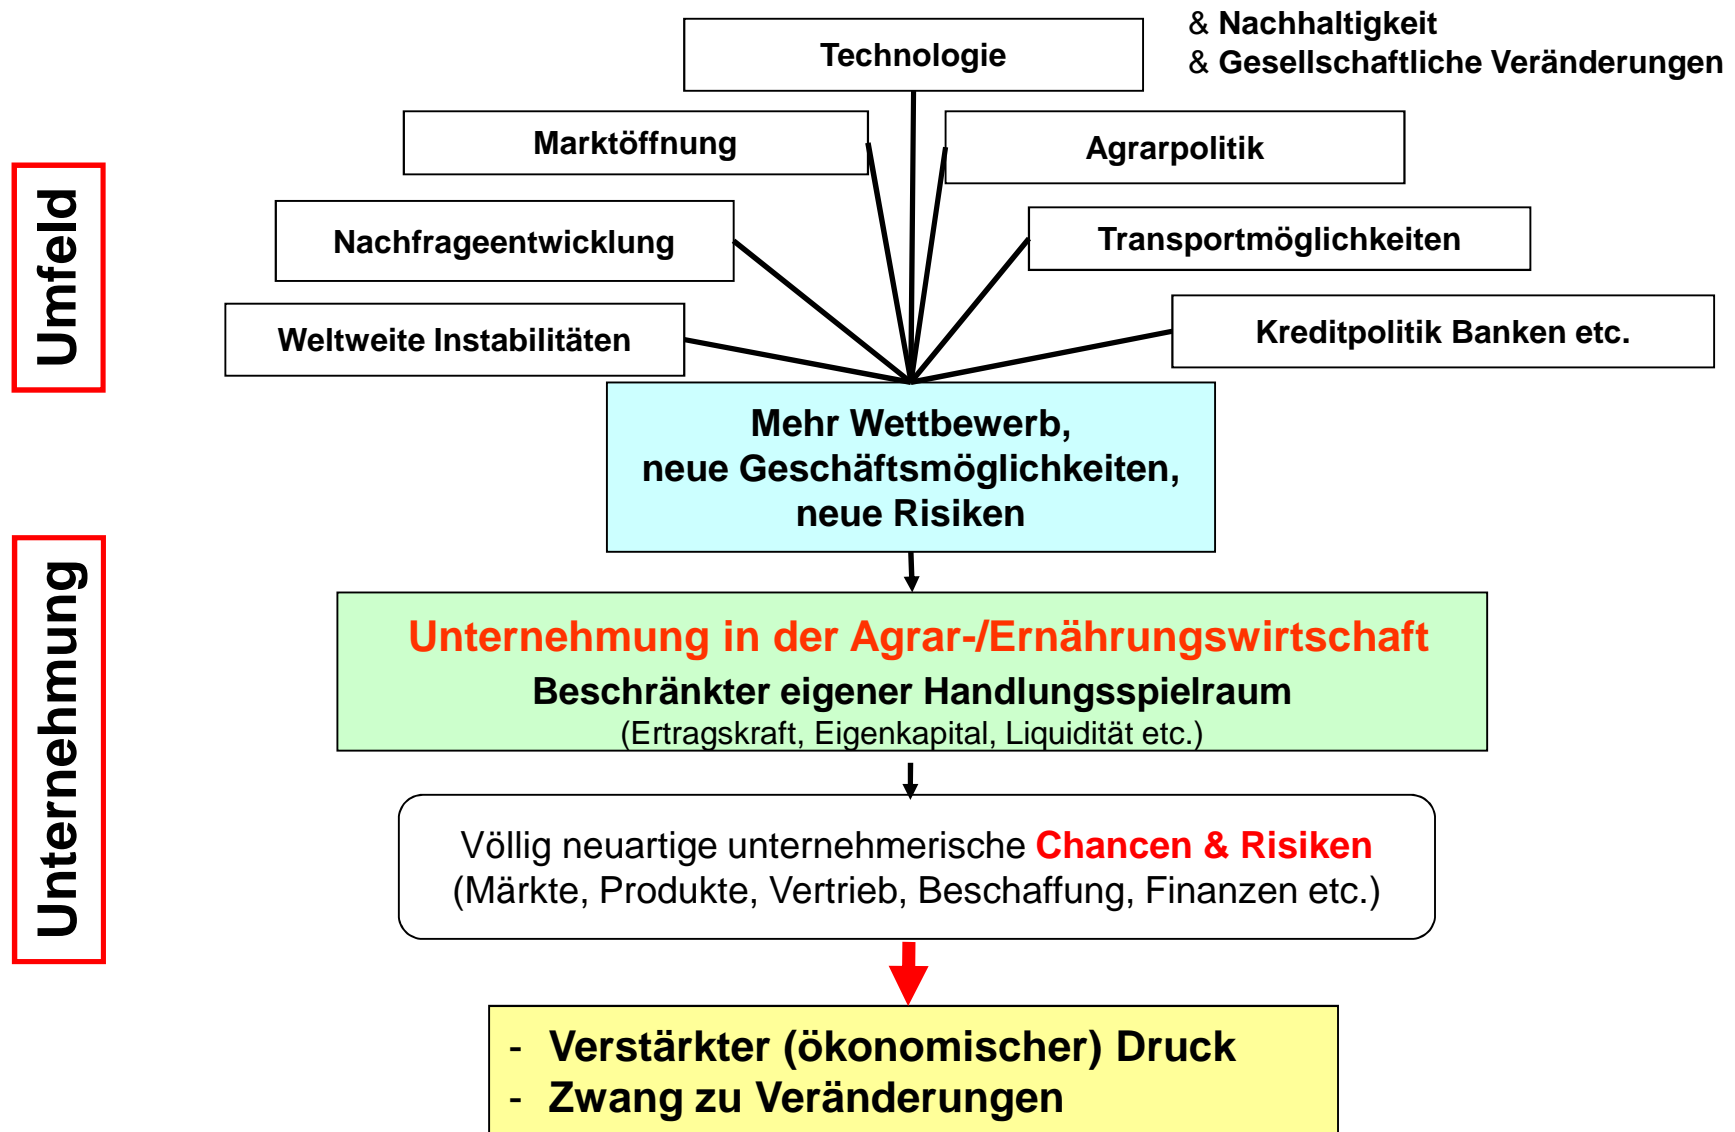 & Nachhaltigkeit
& Gesellschaftliche Veränderungen
Technologie
Marktöffnung
Agrarpolitik
Nachfrageentwicklung
Transportmöglichkeiten
Weltweite Instabilitäten
Kreditpolitik Banken etc.
Umfeld
Mehr Wettbewerb,
neue Geschäftsmöglichkeiten,
neue Risiken
Unternehmung
Unternehmung in der Agrar-/Ernährungswirtschaft
Beschränkter eigener Handlungsspielraum
(Ertragskraft, Eigenkapital, Liquidität etc.)
Völlig neuartige unternehmerische Chancen & Risiken
(Märkte, Produkte, Vertrieb, Beschaffung, Finanzen etc.)
- Verstärkter (ökonomischer) Druck
- Zwang zu Veränderungen